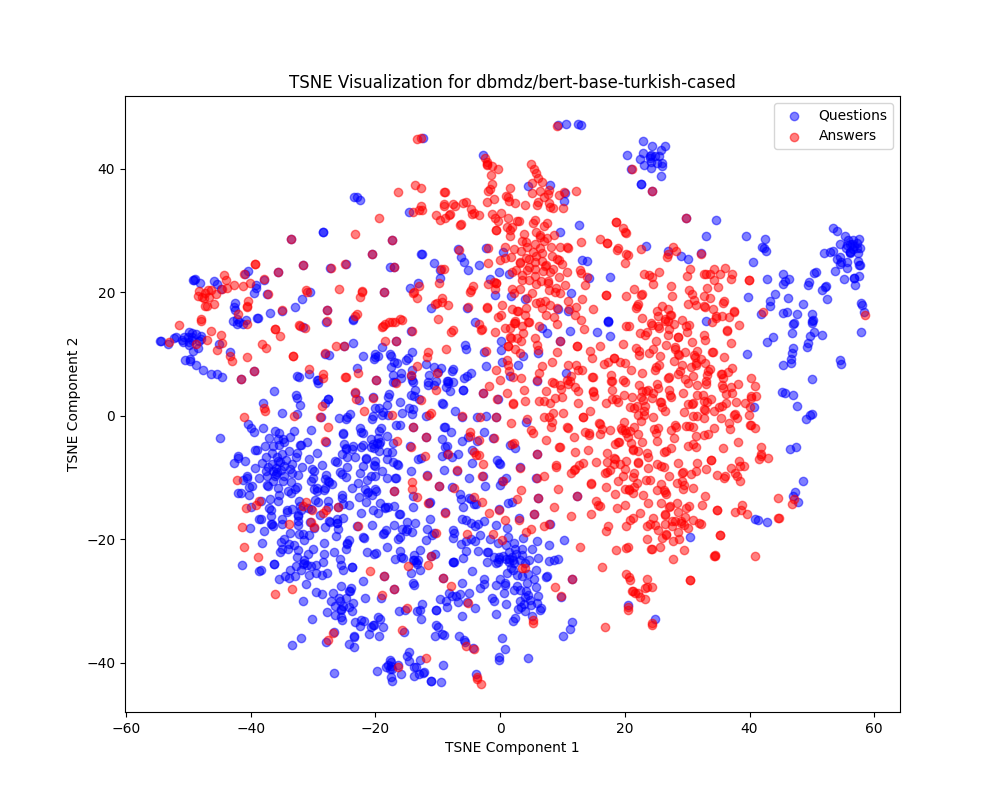 TSNE Visualization for dbmdz/bert-base-turkish-cased
Questions
Answers
40
20
0
−20
−40
TSNE Component 2
−60
−40
−20
0
20
40
60
TSNE Component 1